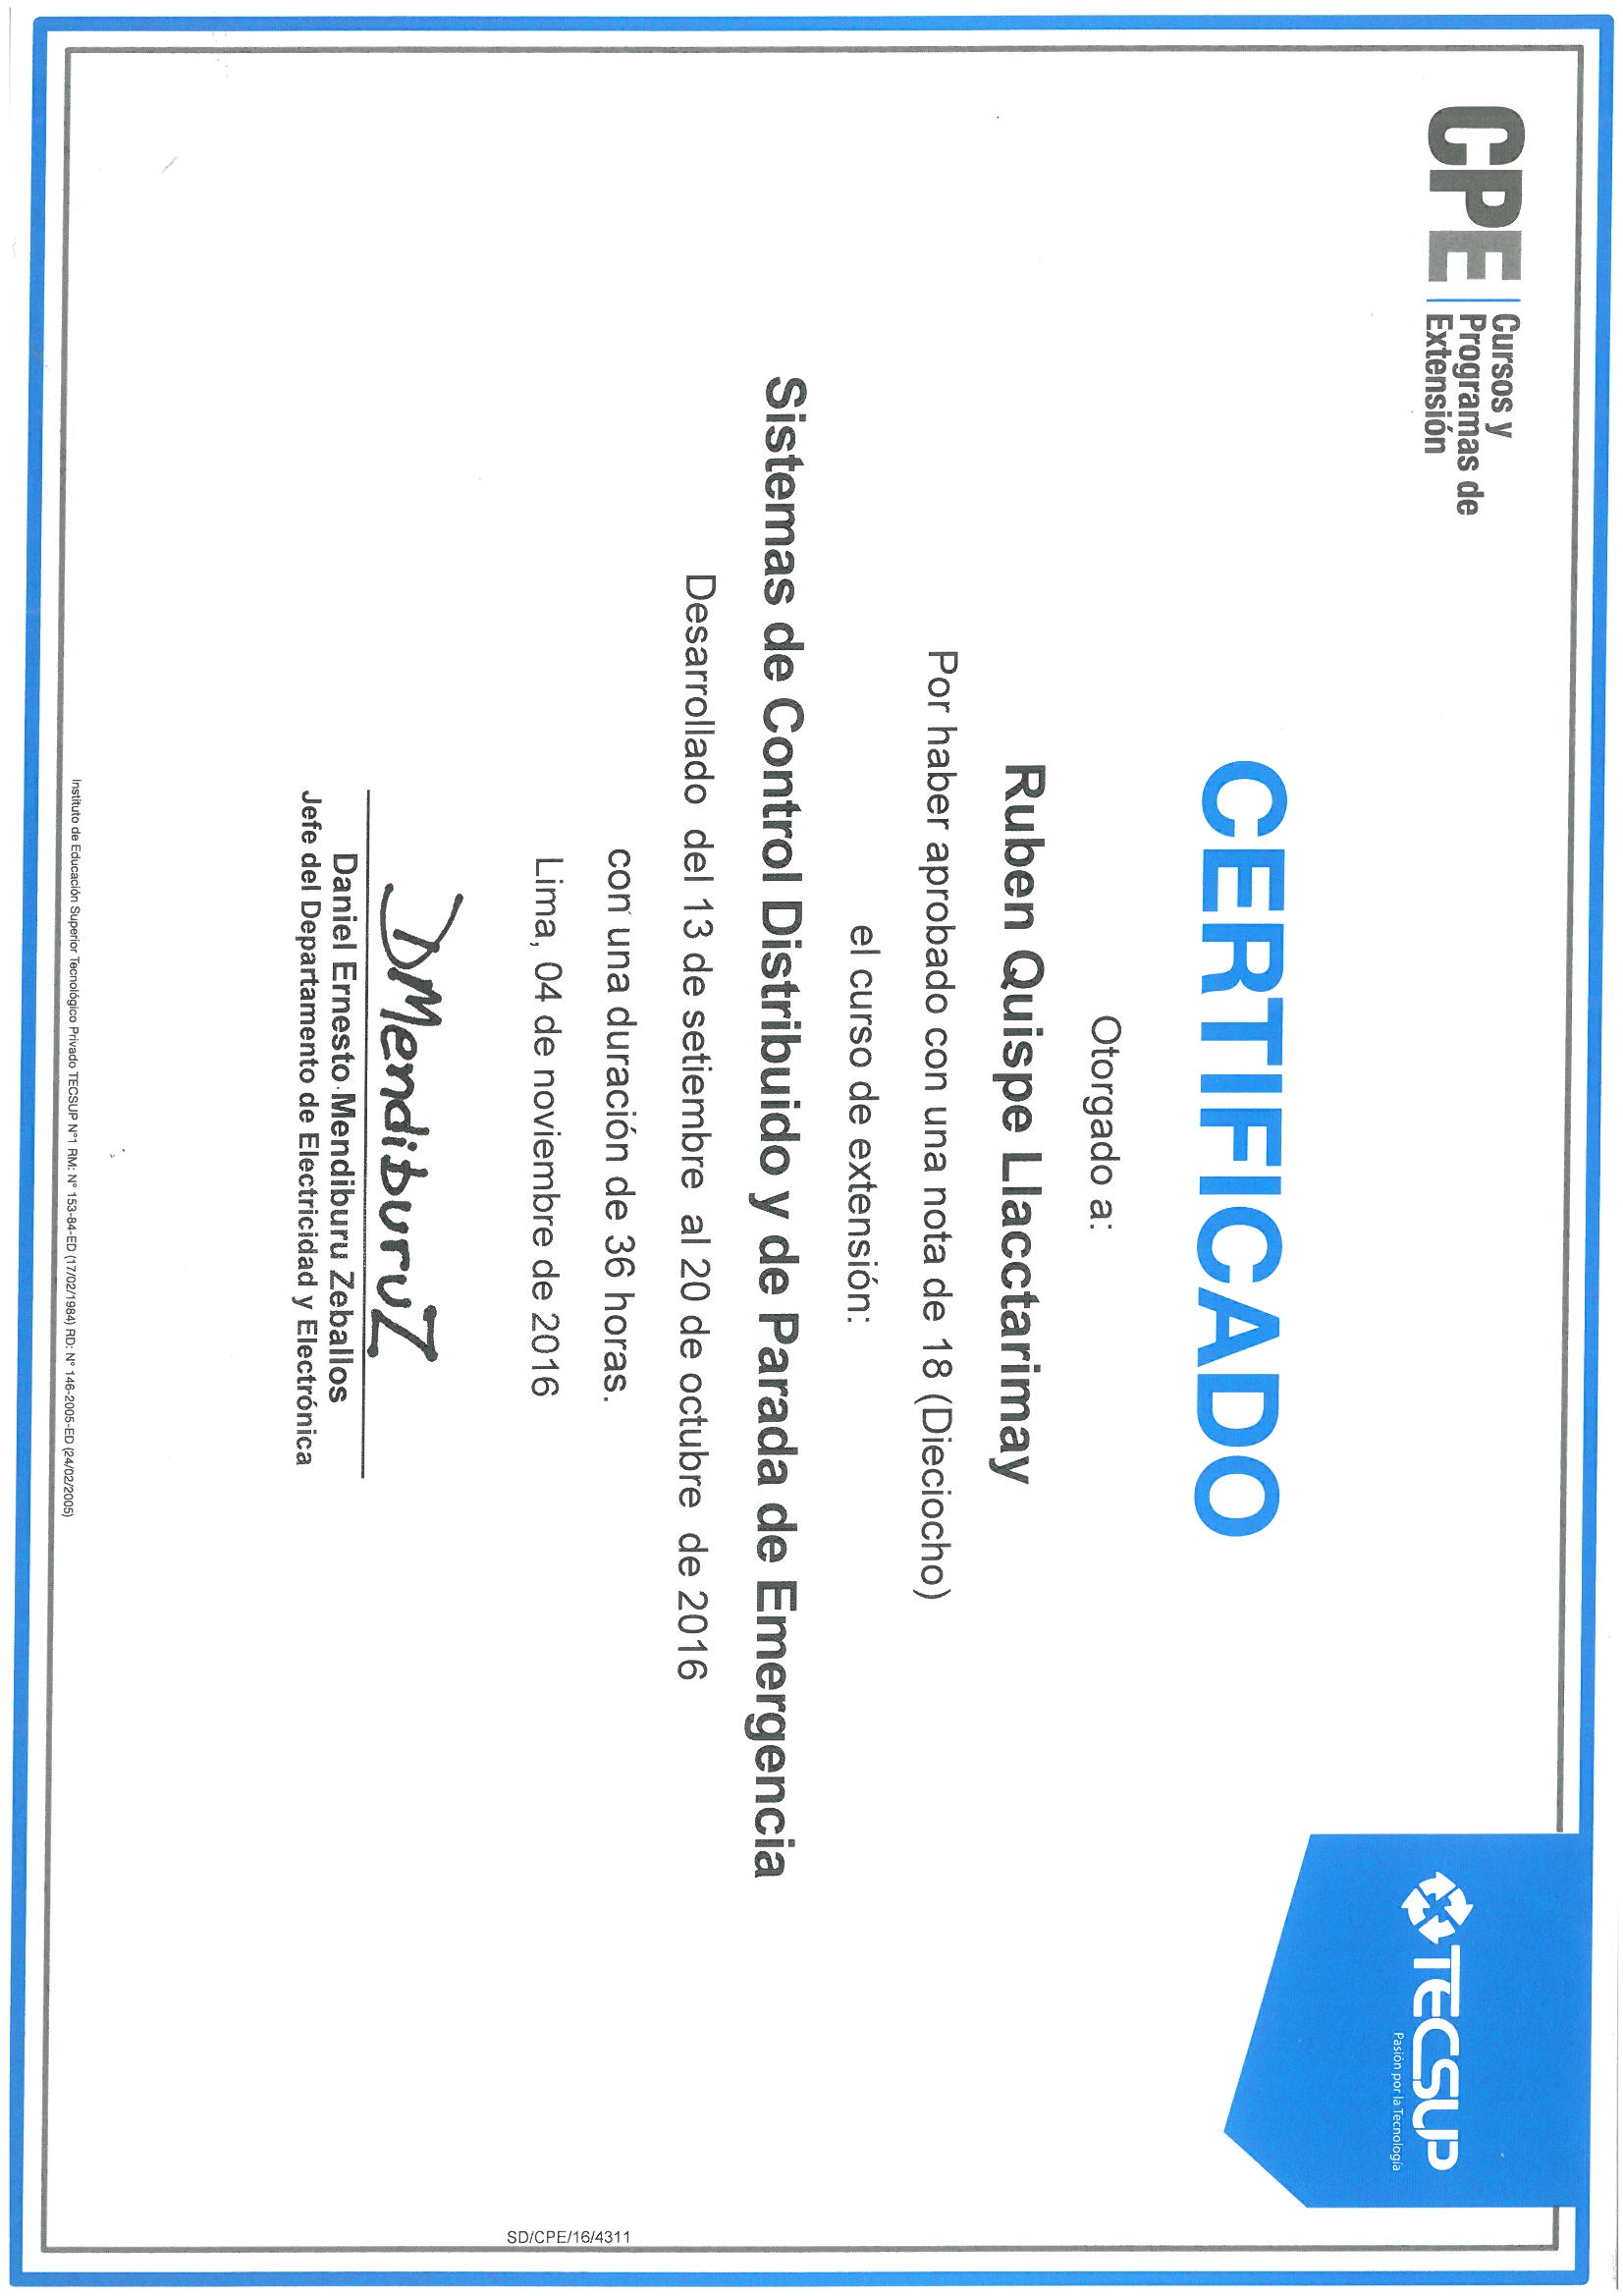 CPE
Cursos y
Programas de
Extensión
TECSUP
Pasión por la Tecnología
CERTIFICADO
Otorgado a:
Ruben Quispe Llacctarimay
Por haber aprobado con una nota de 18 (Dieciocho)
el curso de extensión:
Sistemas de Control Distribuido y de Parada de Emergencia
Desarrollado del 13 de setiembre al 20 de octubre de 2016
con una duración de 36 horas.
Lima, 04 de noviembre de 2016
DMendiburuZ
Daniel Ernesto Mendiburu Zeballos
Jefe del Departamento de Electricidad y Electrónica
Instituto de Educación Superior Tecnológico Privado TECSUP N°1 RM: N° 153-84-ED (17/02/1984) RD: N° 146-2005-ED (24/02/2005)
SD/CPE/16/4311